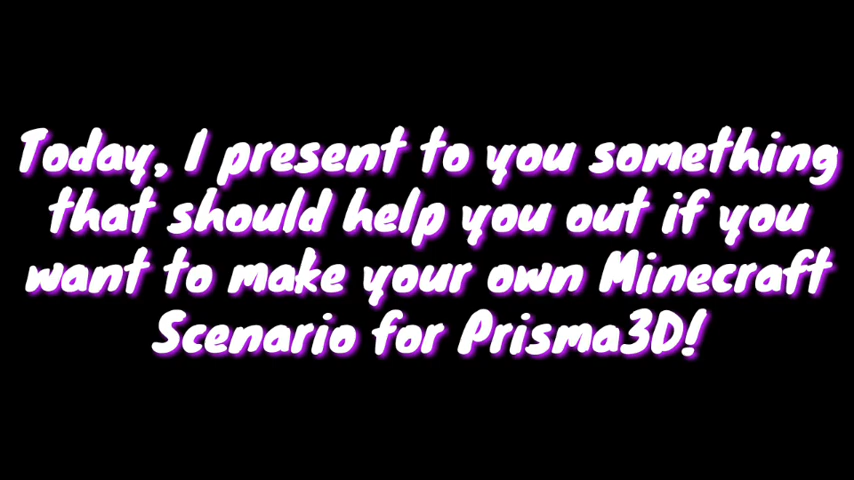 Today, I present to you something
that should help you out if you
want to make your own Minecraft
Scenario for Prisma3D!